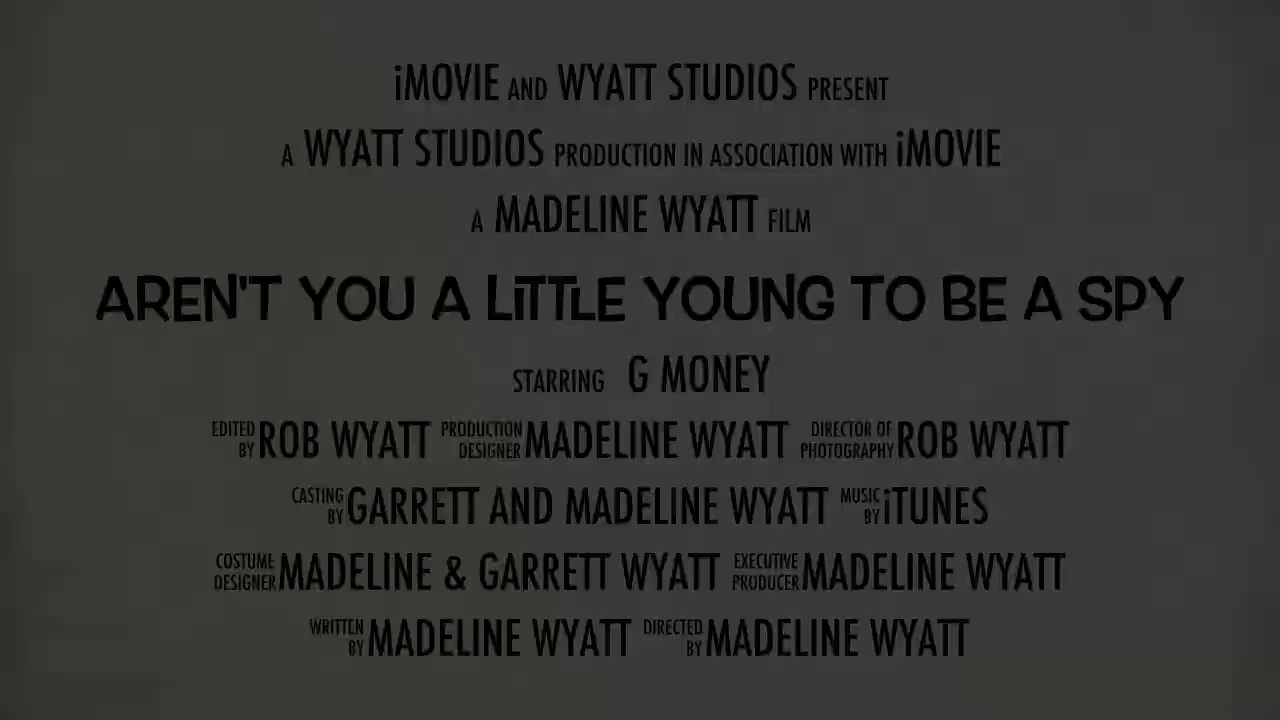 iMOVIE AND WYATT STUDIOS PRESENT
A WYATT STUDIOS PRODUCTION IN ASSOCIATION WITH iMOVIE
A MADELINE WYATT FILM
AREN'T YOU A LiTTLE YOUNG TO BE A SPY
STARRING G MONEY
EDITED BY ROB WYATT PRODUCTION DESIGNER MADELINE WYATT DIRECTOR OF PHOTOGRAPHY ROB WYATT
CASTING BY GARRETT AND MADELINE WYATT MUSIC BY iTUNES
COSTUME DESIGNER MADELINE & GARRETT WYATT EXECUTIVE PRODUCER MADELINE WYATT
WRITTEN BY MADELINE WYATT DIRECTED BY MADELINE WYATT